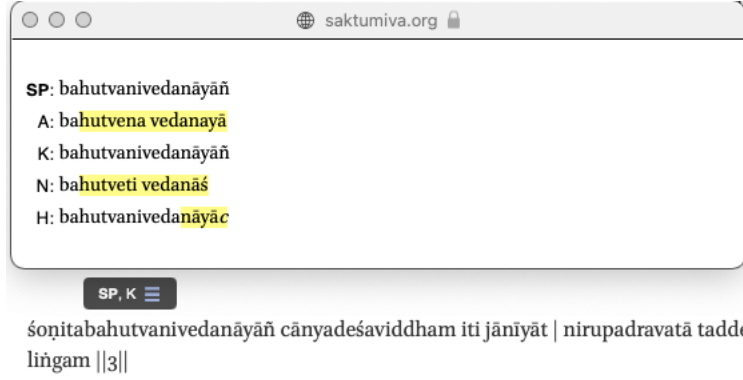 saktumiva.org
SP: bahutvanivedanāyāñ
A: bahutvena vedanayā
K: bahutvanivedanāyāñ
N: bahutveti vedanāś
H: bahutvanivedanāyāc
SP, K
śoṇitabahutvanivedanāyāñ cānyadeśaviddham iti jānīyāt | nirupadravatā tadde
liṅgam ||3||